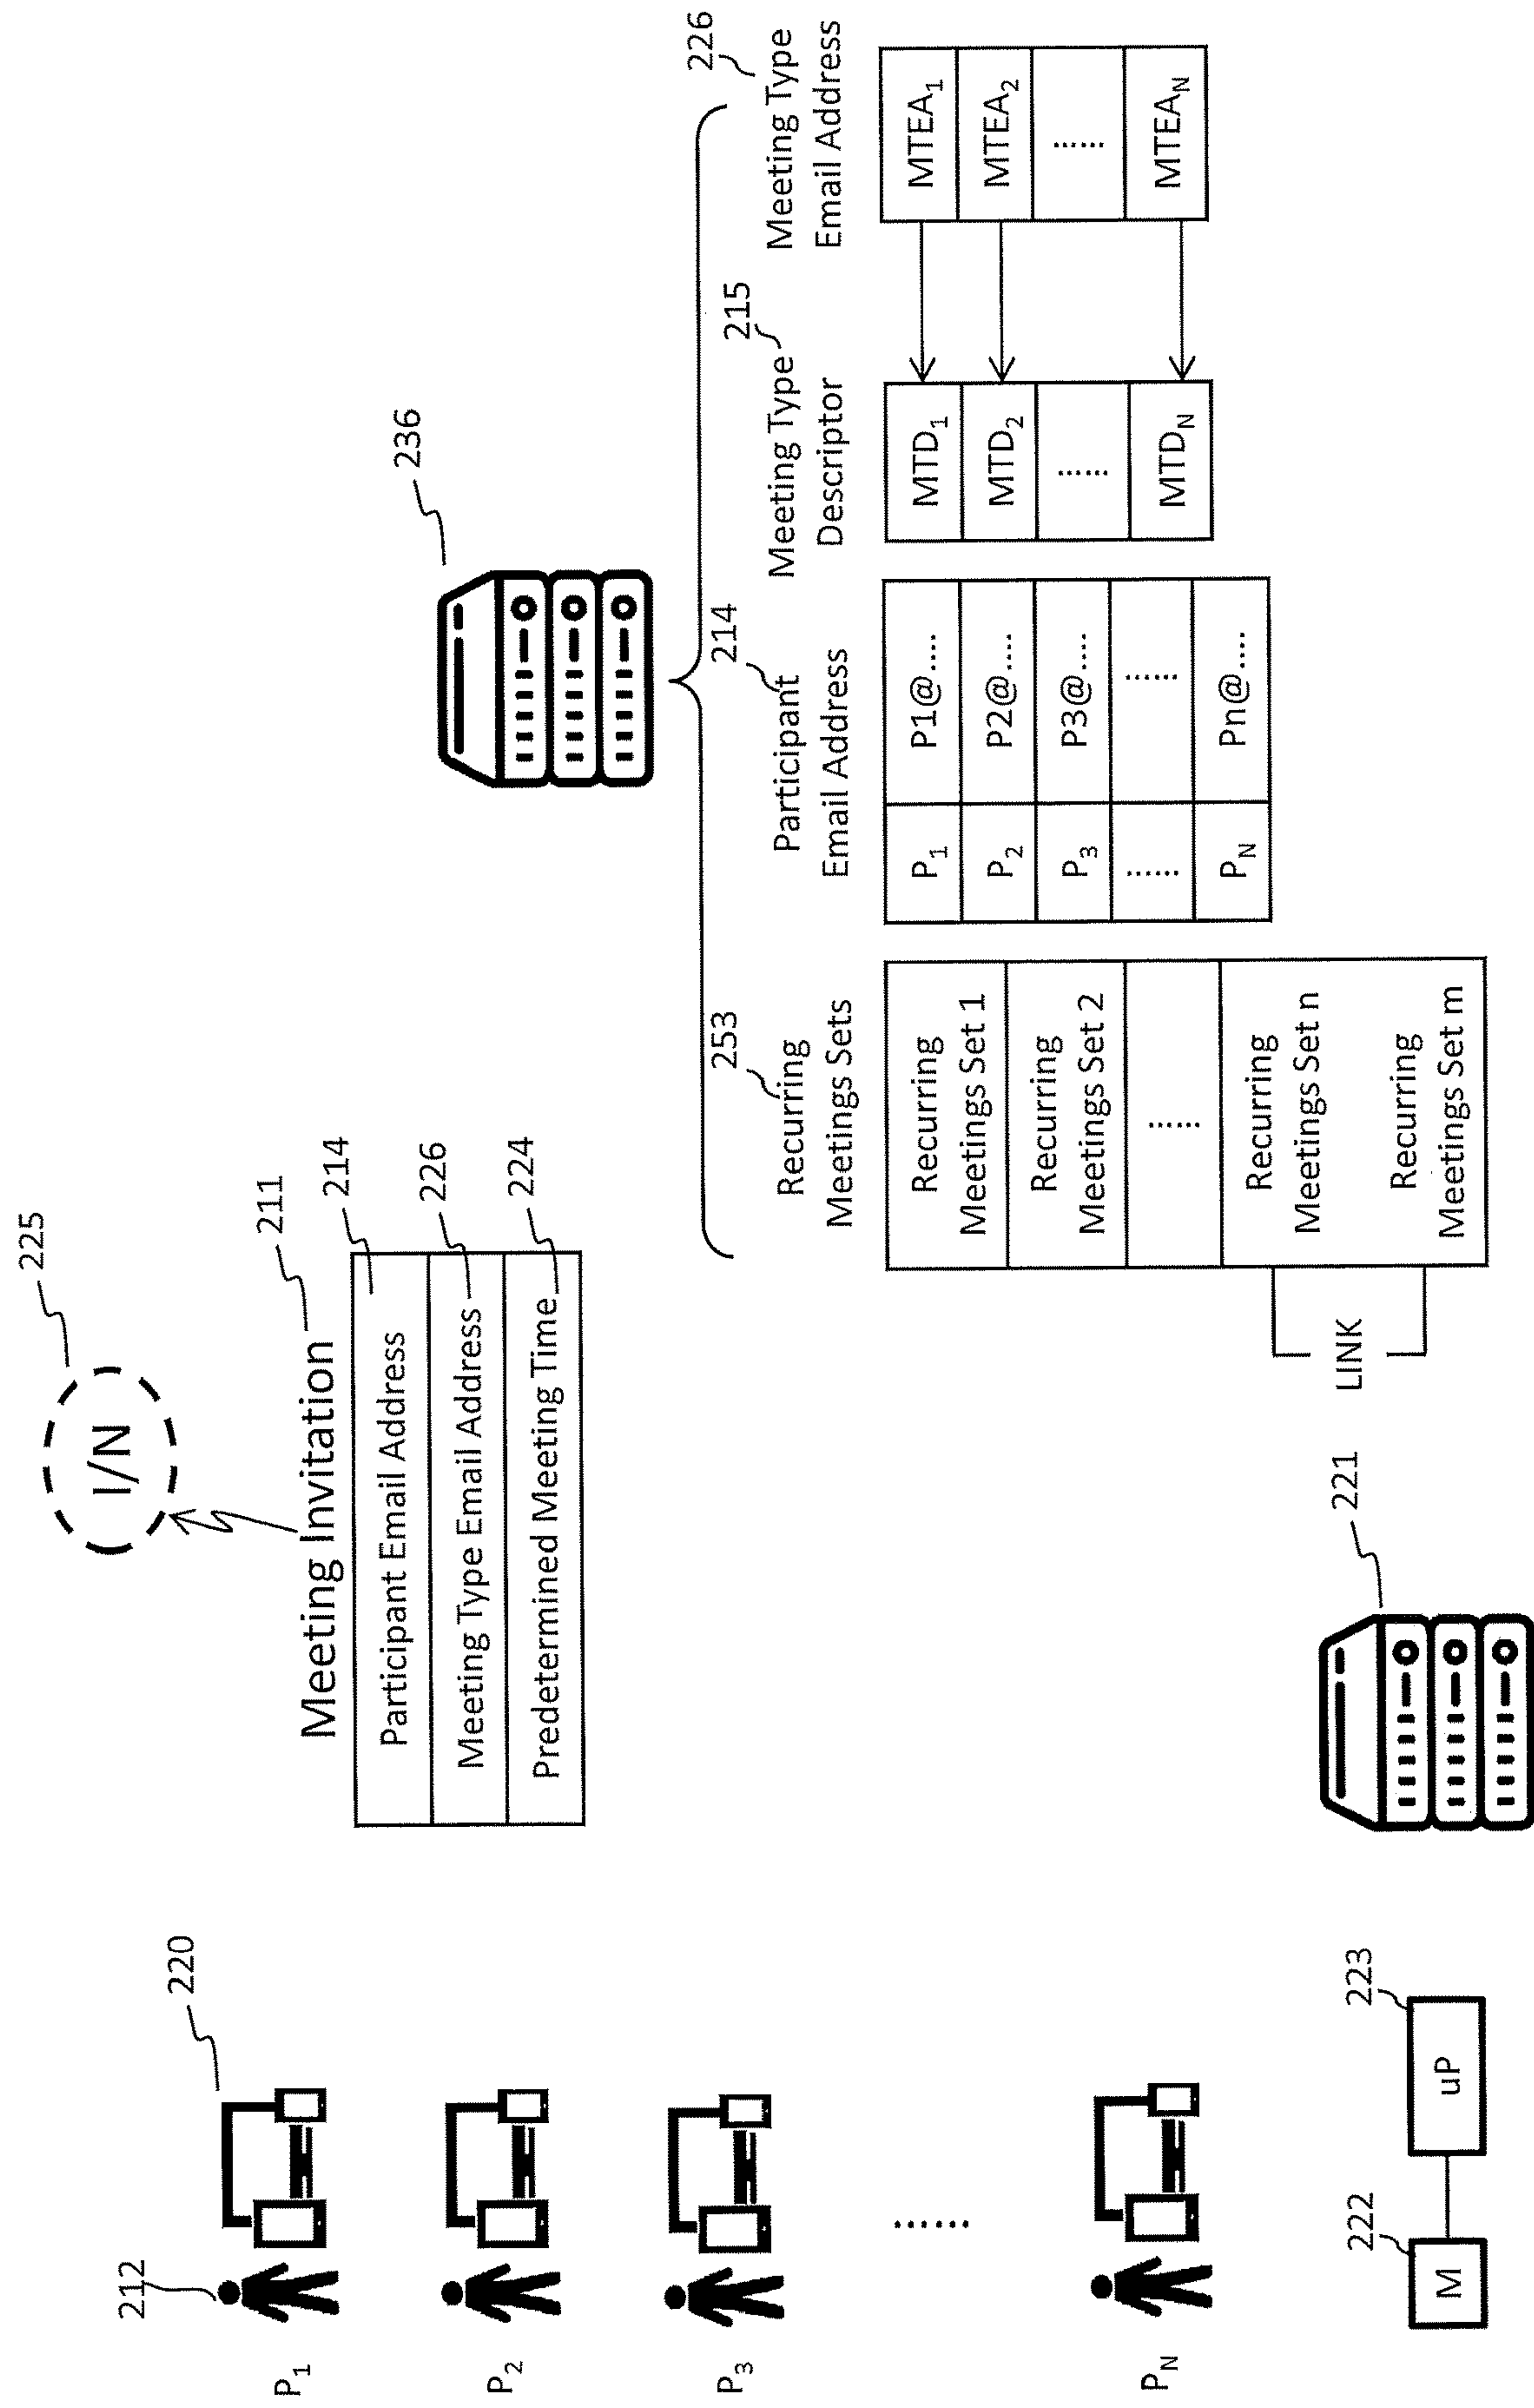 212
220
P1
P2
P3
......
PN
222
223
M
uP
225
I/N
Meeting Invitation
211
Participant Email Address
214
Meeting Type Email Address
226
Predetermined Meeting Time
224
221
236
253
Recurring
Meetings Sets
Recurring
Meetings Set 1
Recurring
Meetings Set 2
......
Recurring
Meetings Set n
Recurring
Meetings Set m
LINK
214
Participant
Email Address
P1 P1@....
P2 P2@....
P3 P3@....
...... ......
PN Pn@....
215
Meeting Type
Descriptor
MTD1
MTD2
......
MTDN
226
Meeting Type
Email Address
MTEA1
MTEA2
......
MTEAN